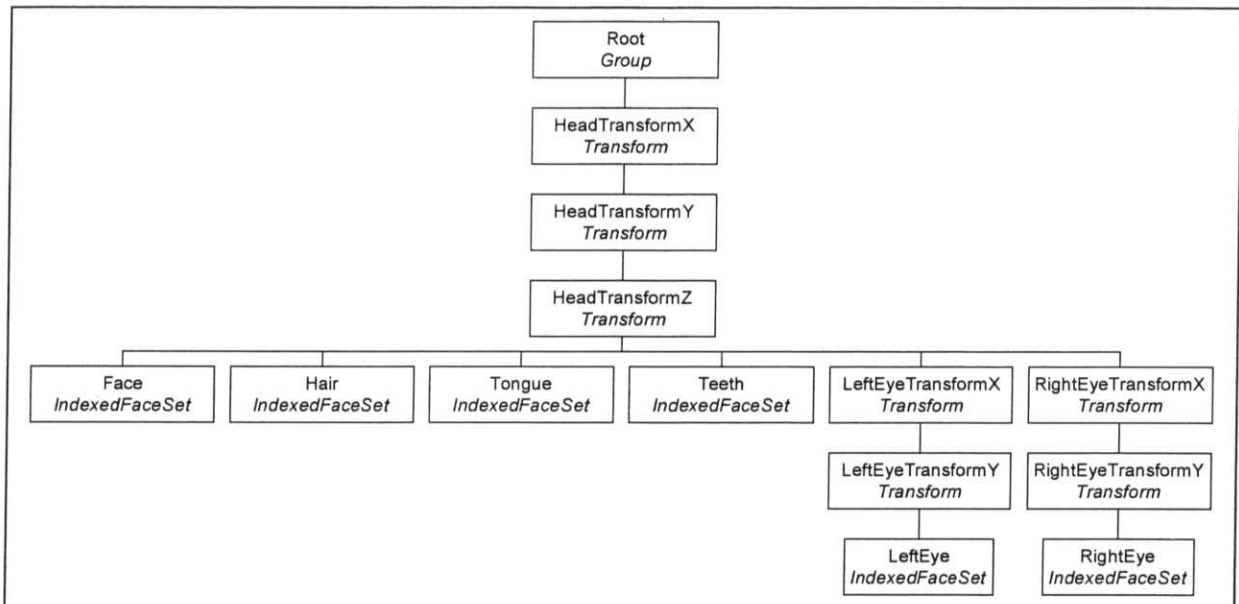 Root
Group
HeadTransformX
Transform
HeadTransformY
Transform
HeadTransformZ
Transform
Face
IndexedFaceSet
Hair
IndexedFaceSet
Tongue
IndexedFaceSet
Teeth
IndexedFaceSet
LeftEyeTransformX
Transform
RightEyeTransformX
Transform
LeftEyeTransformY
Transform
RightEyeTransformY
Transform
LeftEye
IndexedFaceSet
RightEye
IndexedFaceSet